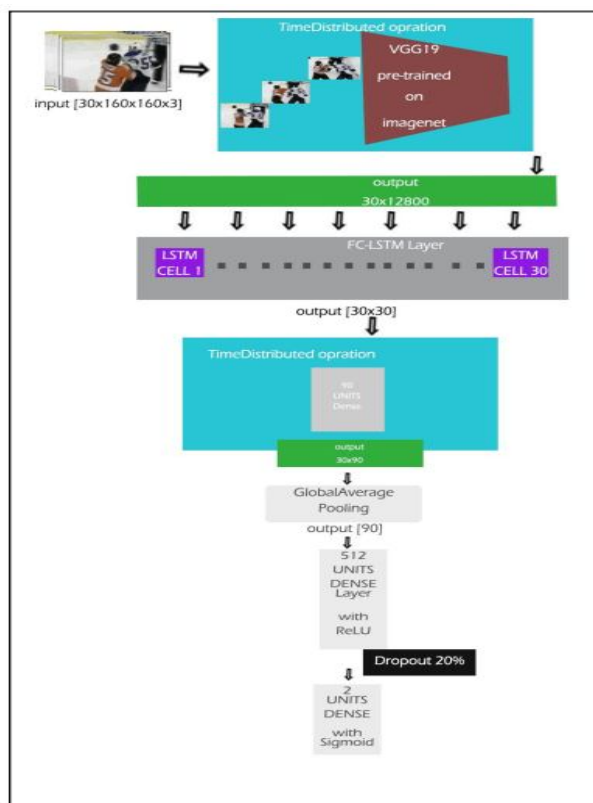 TimeDistributed opration
VGG19
pre-trained
on
imagenet
input [30x160x160x3]
output
30x12800
FC-LSTM Layer
LSTM
CELL 1
LSTM
CELL 30
output [30x30]
TimeDistributed opration
90
UNITS
Dense
output
30x90
GlobalAverage
Pooling
output [90]
512
UNITS
DENSE
Layer
with
ReLU
Dropout 20%
2
UNITS
DENSE
with
Sigmoid